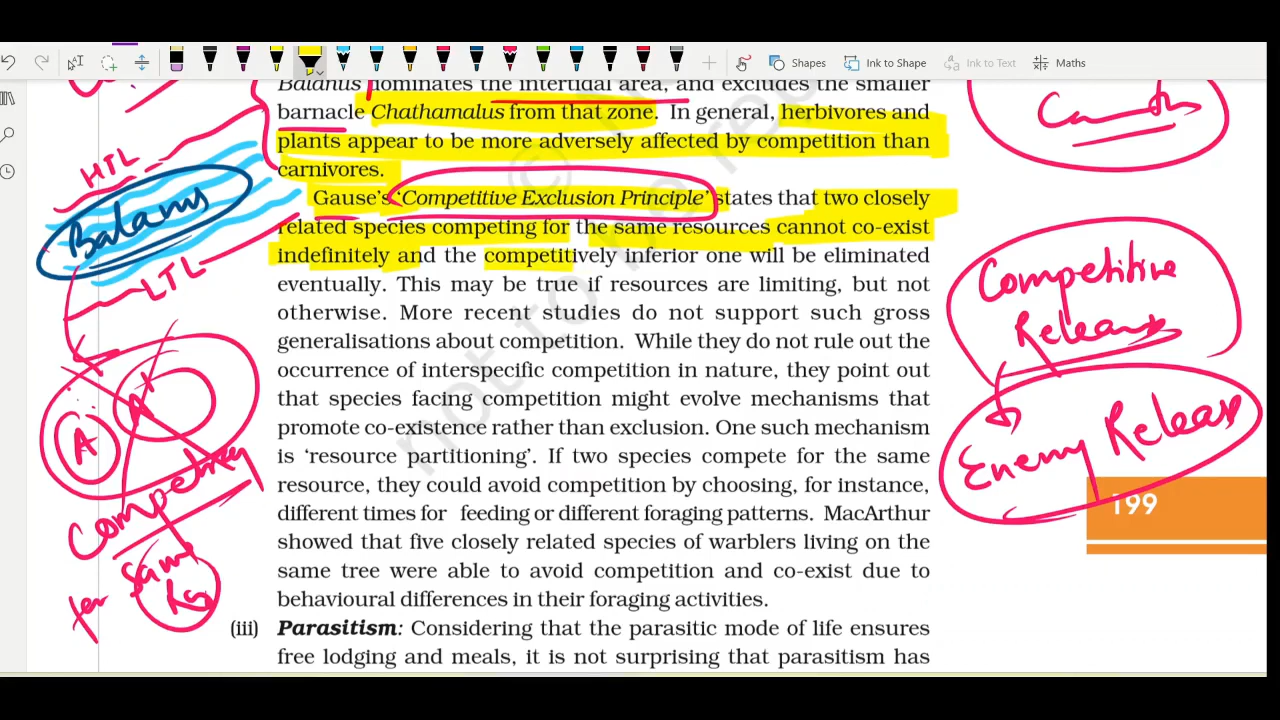 Shapes Ink to Shape Ink to Text Maths
Balanus dominates the intertidal area, and excludes the smaller
barnacle Chathamalus from that zone. In general, herbivores and
plants appear to be more adversely affected by competition than
carnivores.
Gause's 'Competitive Exclusion Principle' states that two closely
related species competing for the same resources cannot co-exist
indefinitely and the competitively inferior one will be eliminated
eventually. This may be true if resources are limiting, but not
otherwise. More recent studies do not support such gross
generalisations about competition. While they do not rule out the
occurrence of interspecific competition in nature, they point out
that species facing competition might evolve mechanisms that
promote co-existence rather than exclusion. One such mechanism
is 'resource partitioning'. If two species compete for the same
resource, they could avoid competition by choosing, for instance,
different tines for feeding or different foraging patterns. MacArthur
showed that five closely related species of warblers living on the
same tree were able to avoid competition and co-exist due to
behavioural differences in their foraging activities.
(iii) Parasitism: Considering that the parasitic mode of life ensures
free lodging and meals, it is not surprising that parasitism has
HTL
Balanus
LTL
A
for same
Competitive
Release
Enemy Release
199
not to be re